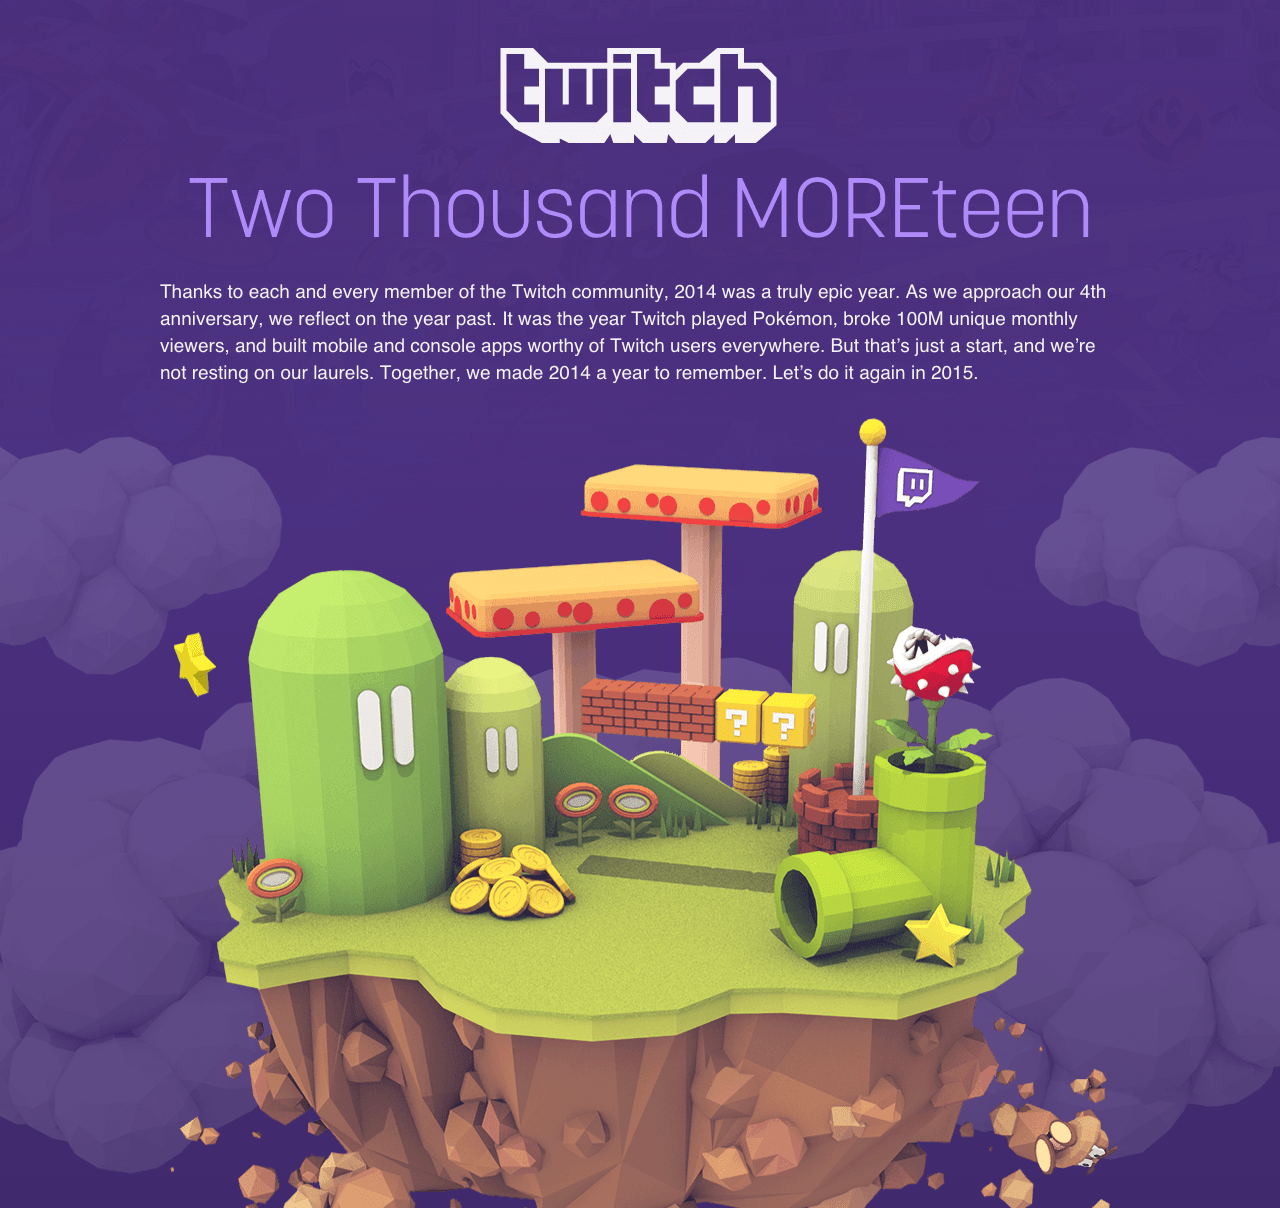 twitch
Two Thousand MOREteen
Thanks to each and every member of the Twitch community, 2014 was a truly epic year. As we approach our 4th
anniversary, we reflect on the year past. It was the year Twitch played Pokémon, broke 100M unique monthly
viewers, and built mobile and console apps worthy of Twitch users everywhere. But that’s just a start, and we’re
not resting on our laurels. Together, we made 2014 a year to remember. Let’s do it again in 2015.
? ?